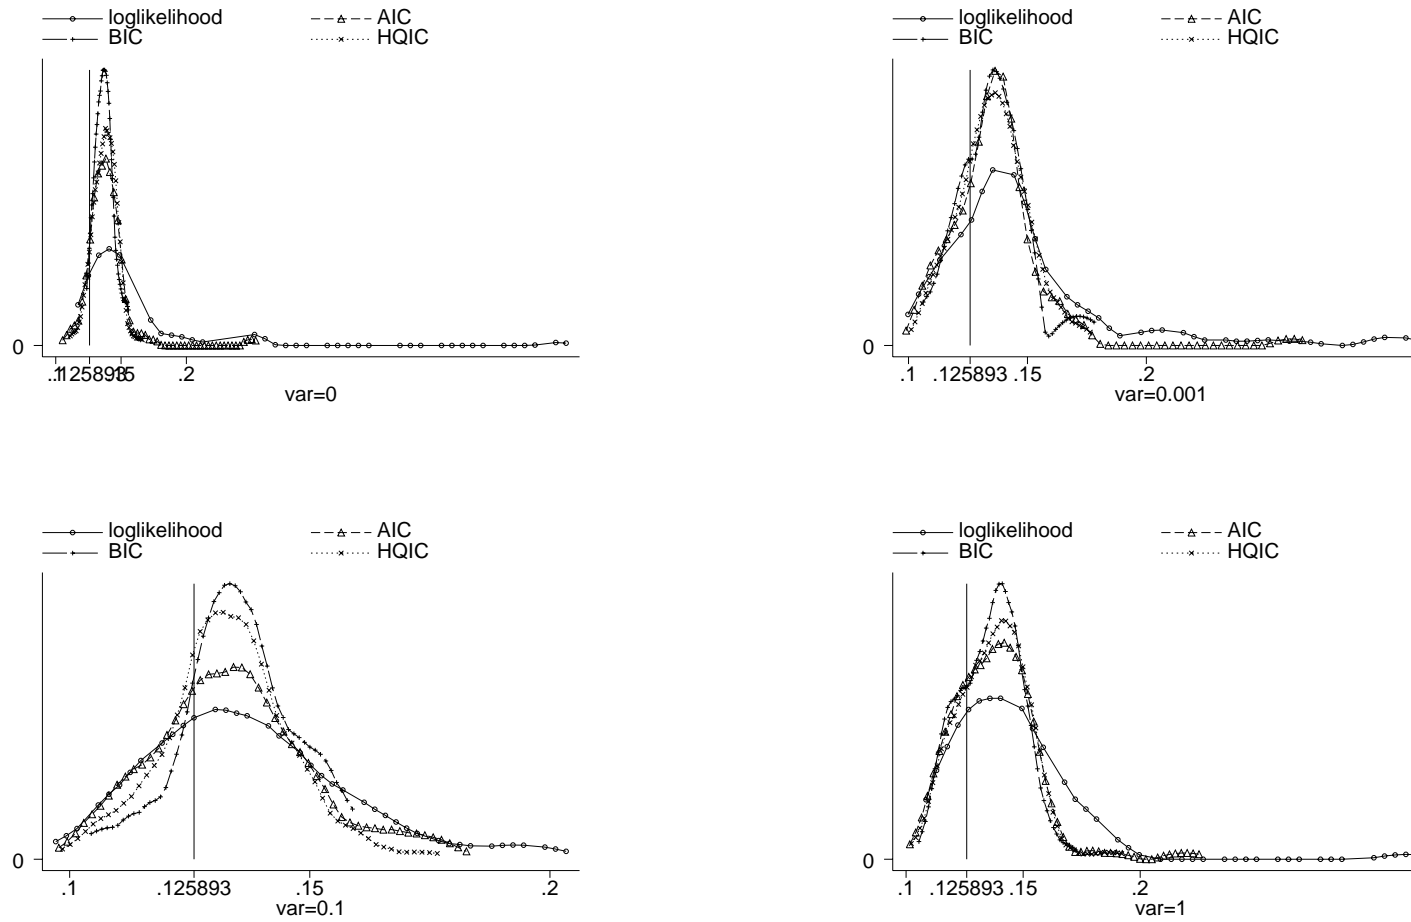 loglikelihood AIC
BIC HQIC
0
.1 .125893 .15 .2
var=0
loglikelihood AIC
BIC HQIC
0
.1 .125893 .15 .2
var=0.001
loglikelihood AIC
BIC HQIC
0
.1 .125893 .15 .2
var=0.1
loglikelihood AIC
BIC HQIC
0
.1 .125893 .15 .2
var=1